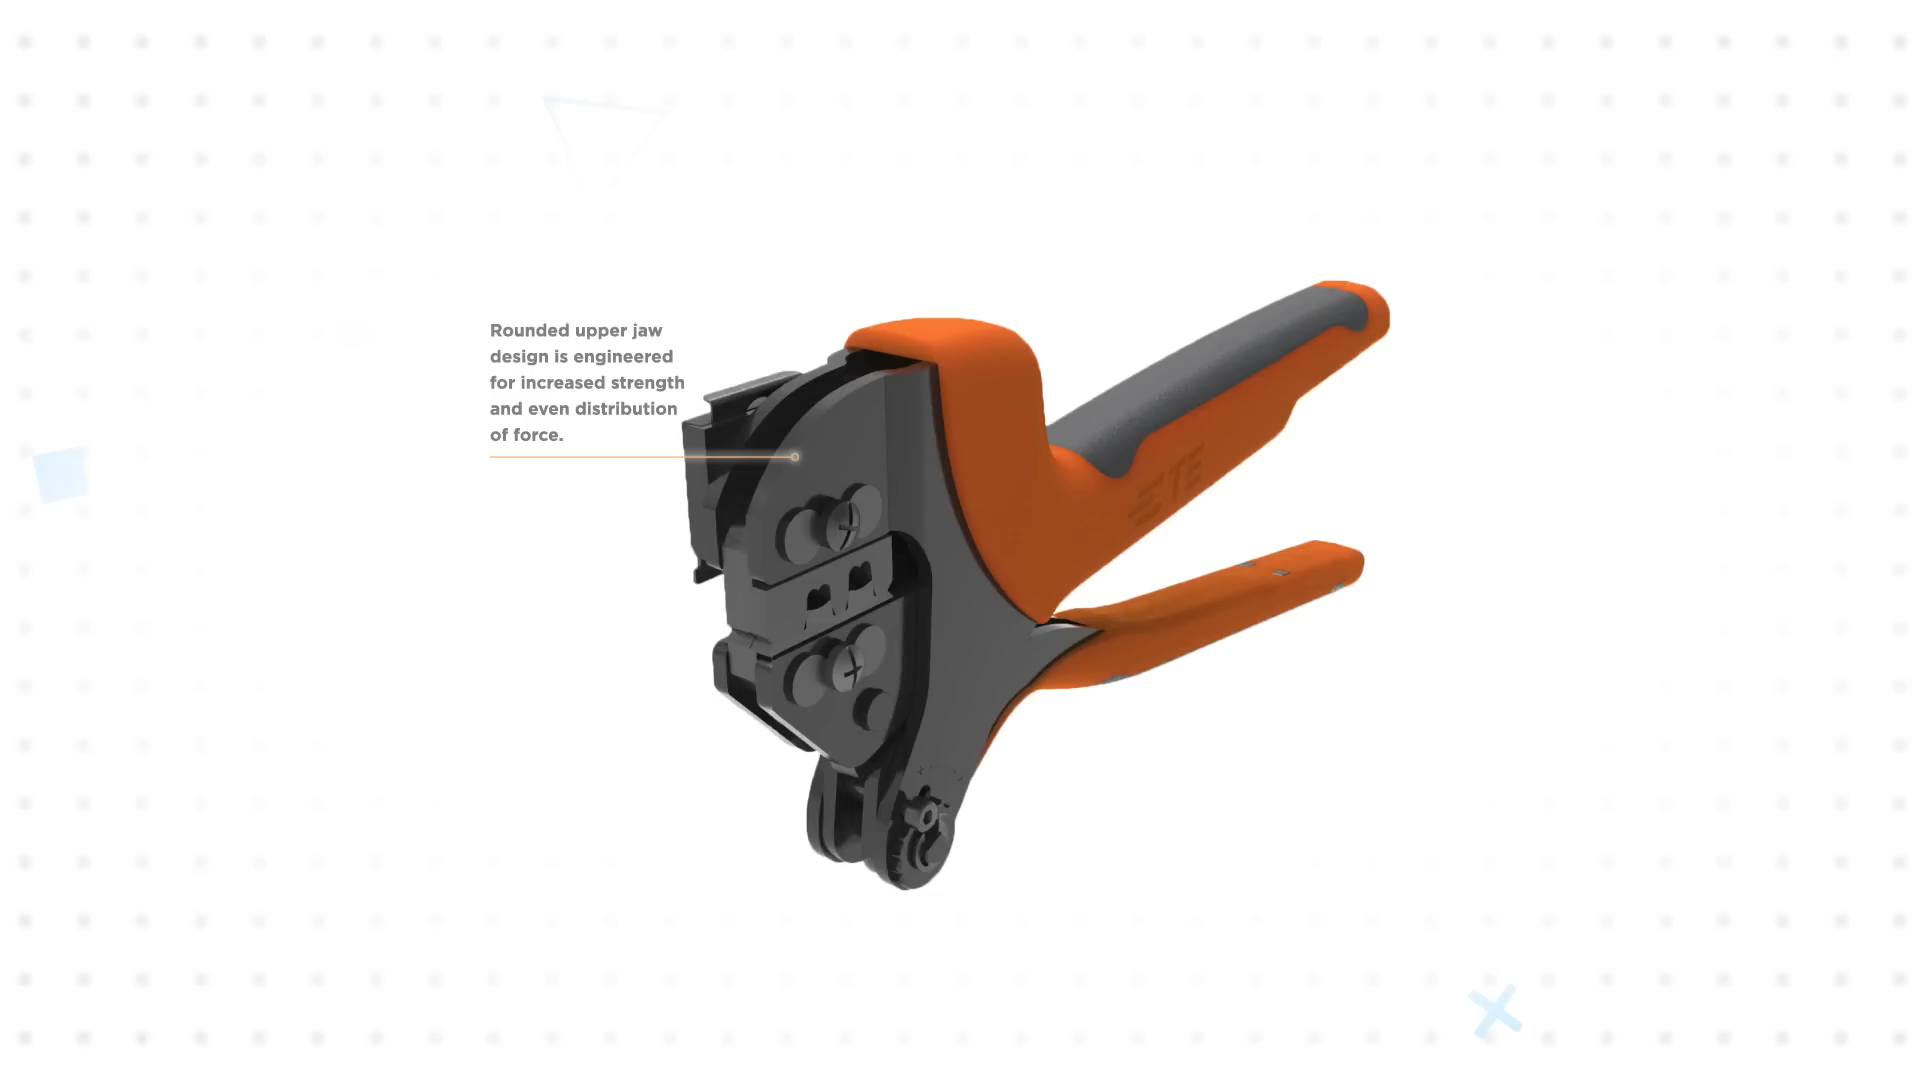 Rounded upper jaw
design is engineered
for increased strength
and even distribution
of force.
TE